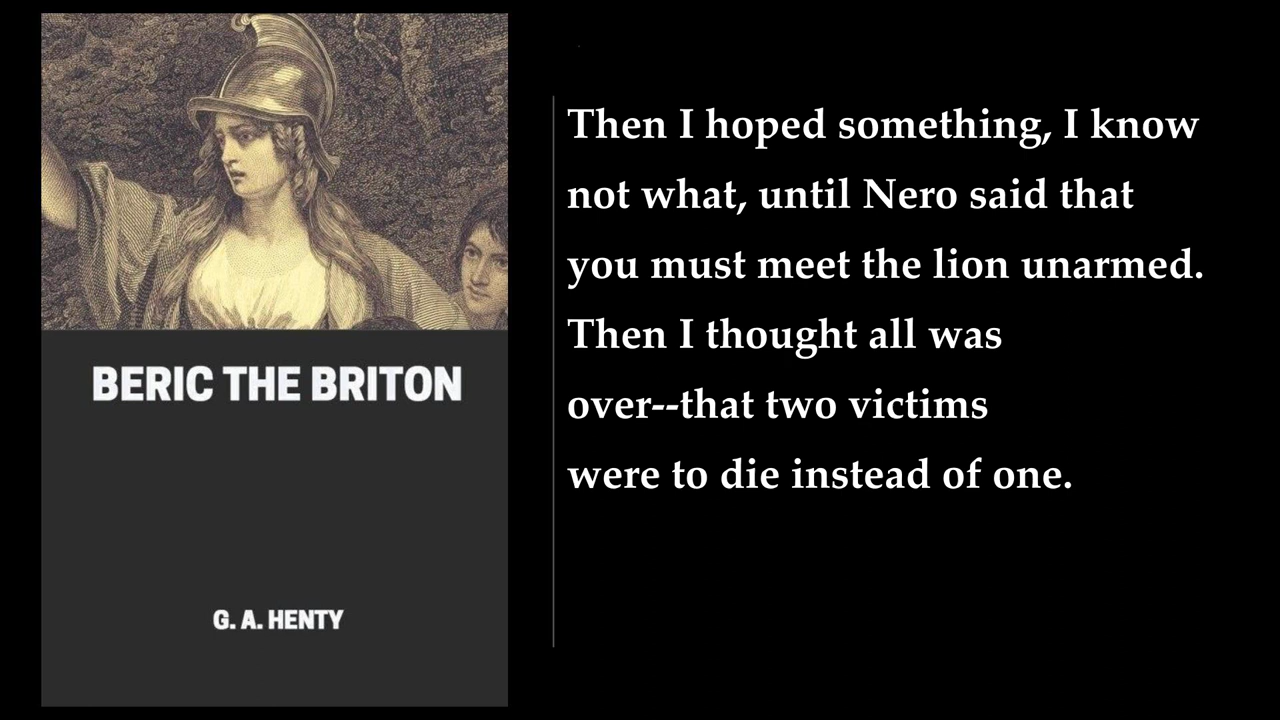 BERIC THE BRITON
G. A. HENTY
Then I hoped something, I know
not what, until Nero said that
you must meet the lion unarmed.
Then I thought all was
over--that two victims
were to die instead of one.